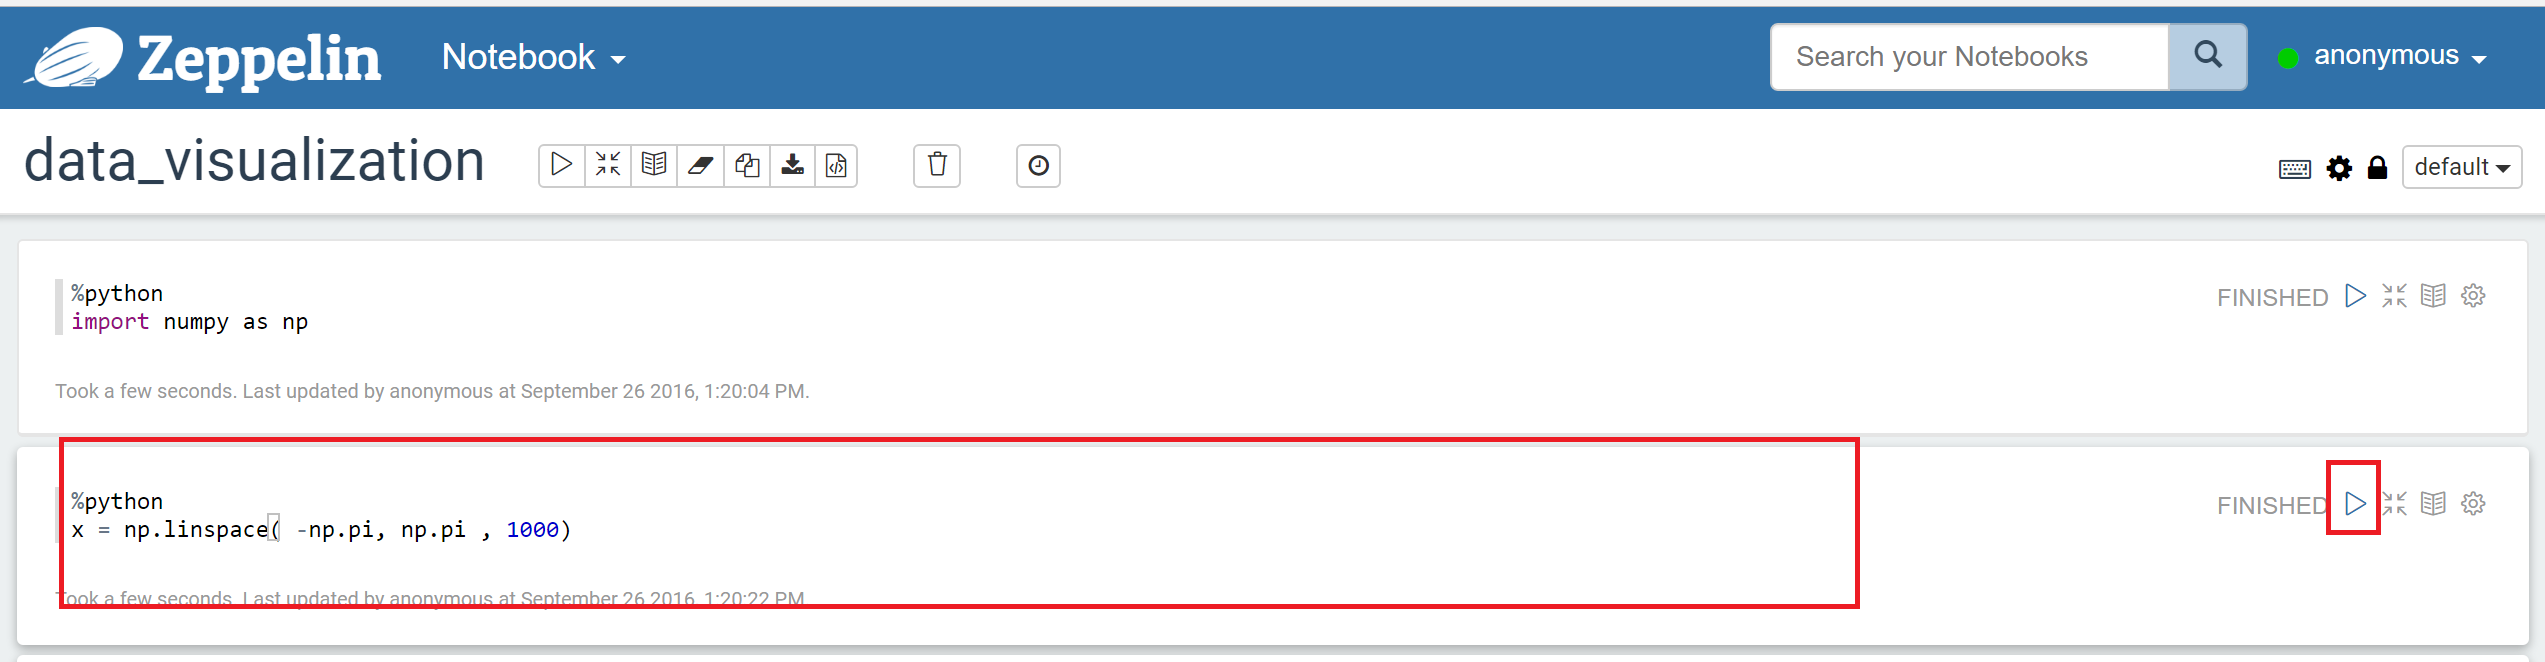 Zeppelin Notebook Search your Notebooks anonymous
data_visualization default
%python FINISHED
import numpy as np
Took a few seconds. Last updated by anonymous at September 26 2016, 1:20:04 PM.
%python FINISHED
x = np.linspace( -np.pi, np.pi , 1000)
Took a few seconds. Last updated by anonymous at September 26 2016, 1:20:22 PM.